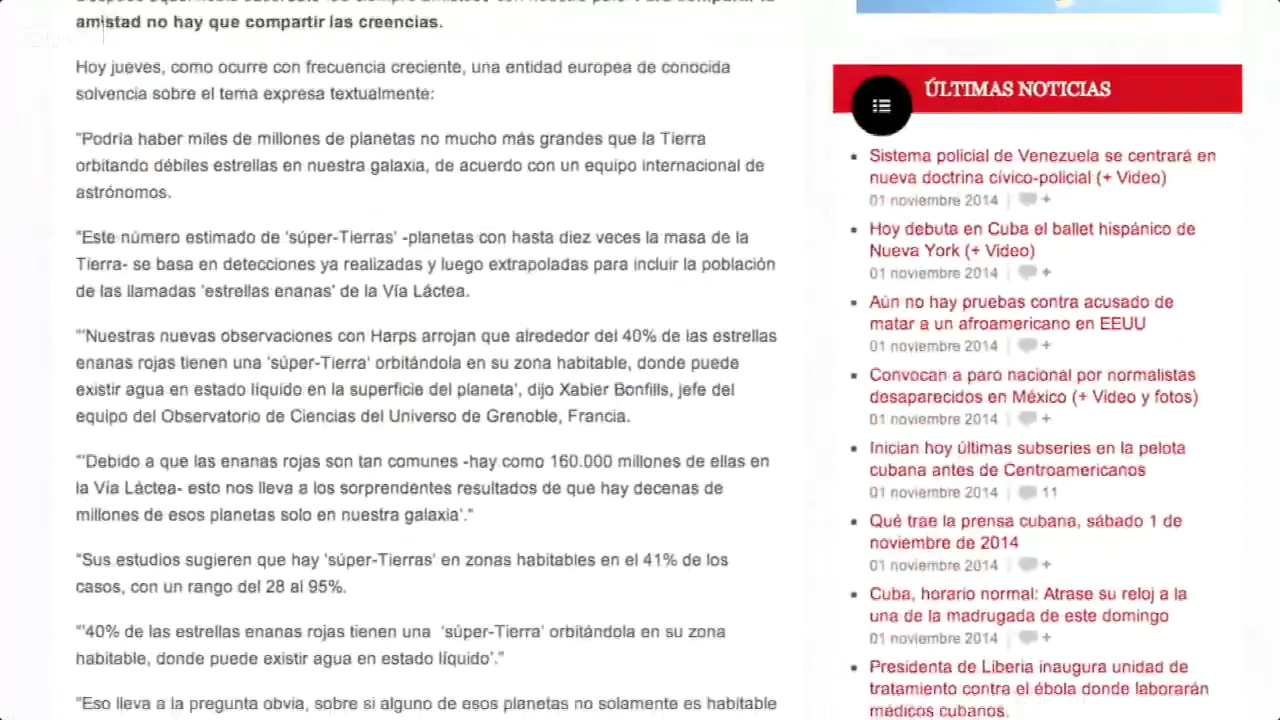 amistad no hay que compartir las creencias.
Hoy jueves, como ocurre con frecuencia creciente, una entidad europea de conocida
solvencia sobre el tema expresa textualmente:
"Podría haber miles de millones de planetas no mucho más grandes que la Tierra
orbitando débiles estrellas en nuestra galaxia, de acuerdo con un equipo internacional de
astrónomos.
"Este número estimado de 'súper-Tierras' -planetas con hasta diez veces la masa de la
Tierra- se basa en detecciones ya realizadas y luego extrapoladas para incluir la población
de las llamadas 'estrellas enanas' de la Vía Láctea.
"'Nuestras nuevas observaciones con Harps arrojan que alrededor del 40% de las estrellas
enanas rojas tienen una 'súper-Tierra' orbitándola en su zona habitable, donde puede
existir agua en estado líquido en la superficie del planeta', dijo Xabier Bonfills, jefe del
equipo del Observatorio de Ciencias del Universo de Grenoble, Francia.
"'Debido a que las enanas rojas son tan comunes -hay como 160.000 millones de ellas en
la Vía Láctea- esto nos lleva a los sorprendentes resultados de que hay decenas de
millones de esos planetas solo en nuestra galaxia'."
"Sus estudios sugieren que hay 'súper-Tierras' en zonas habitables en el 41% de los
casos, con un rango del 28 al 95%.
"'40% de las estrellas enanas rojas tienen una 'súper-Tierra' orbitándola en su zona
habitable, donde puede existir agua en estado líquido'."
"Eso lleva a la pregunta obvia, sobre si alguno de esos planetas no solamente es habitable
ÚLTIMAS NOTICIAS
Sistema policial de Venezuela se centrará en
nueva doctrina cívico-policial (+ Video)
01 noviembre 2014 | +
Hoy debuta en Cuba el ballet hispánico de
Nueva York (+ Video)
01 noviembre 2014 | +
Aún no hay pruebas contra acusado de
matar a un afroamericano en EEUU
01 noviembre 2014 | +
Convocan a paro nacional por normalistas
desaparecidos en México (+ Video y fotos)
01 noviembre 2014 | +
Inician hoy últimas subseries en la pelota
cubana antes de Centroamericanos
01 noviembre 2014 | 11
Qué trae la prensa cubana, sábado 1 de
noviembre de 2014
01 noviembre 2014 | +
Cuba, horario normal: Atrase su reloj a la
una de la madrugada de este domingo
01 noviembre 2014 | +
Presidenta de Liberia inaugura unidad de
tratamiento contra el ébola donde laborarán
médicos cubanos.